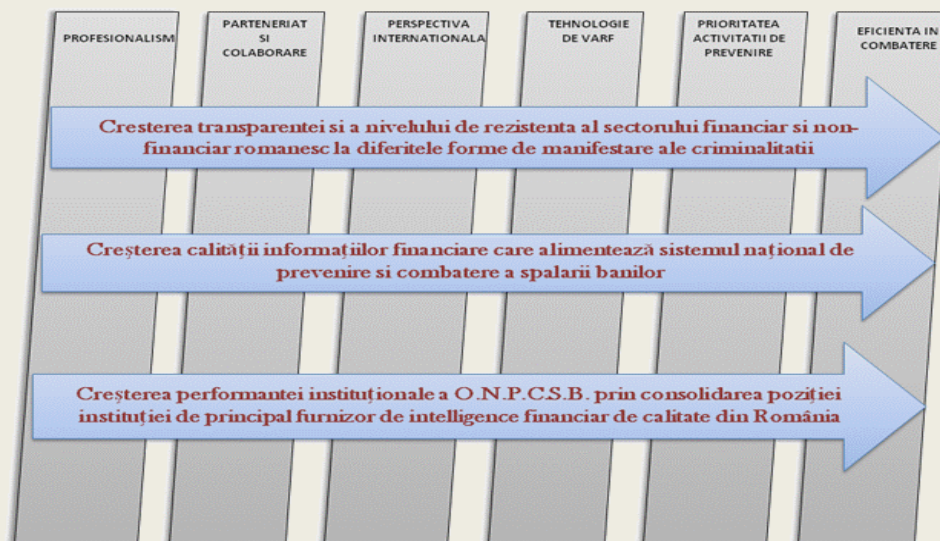 PROFESIONALISM
PARTENERIAT
SI
COLABORARE
PERSPECTIVA
INTERNATIONALA
TEHNOLOGIE
DE VARF
PRIORITATEA
ACTIVITATII DE
PREVENIRE
EFICIENTA IN
COMBATERE
Cresterea transparentei si a nivelului de rezistenta al sectorului financiar si non-
financiar romanesc la diferitele forme de manifestare ale criminalitatii
Creșterea calității informațiilor financiare care alimentează sistemul național de
prevenire si combatere a spalarii banilor
Creșterea performantei instituționale a O.N.P.C.S.B. prin consolidarea poziției
instituției de principal furnizor de intelligence financiar de calitate din România